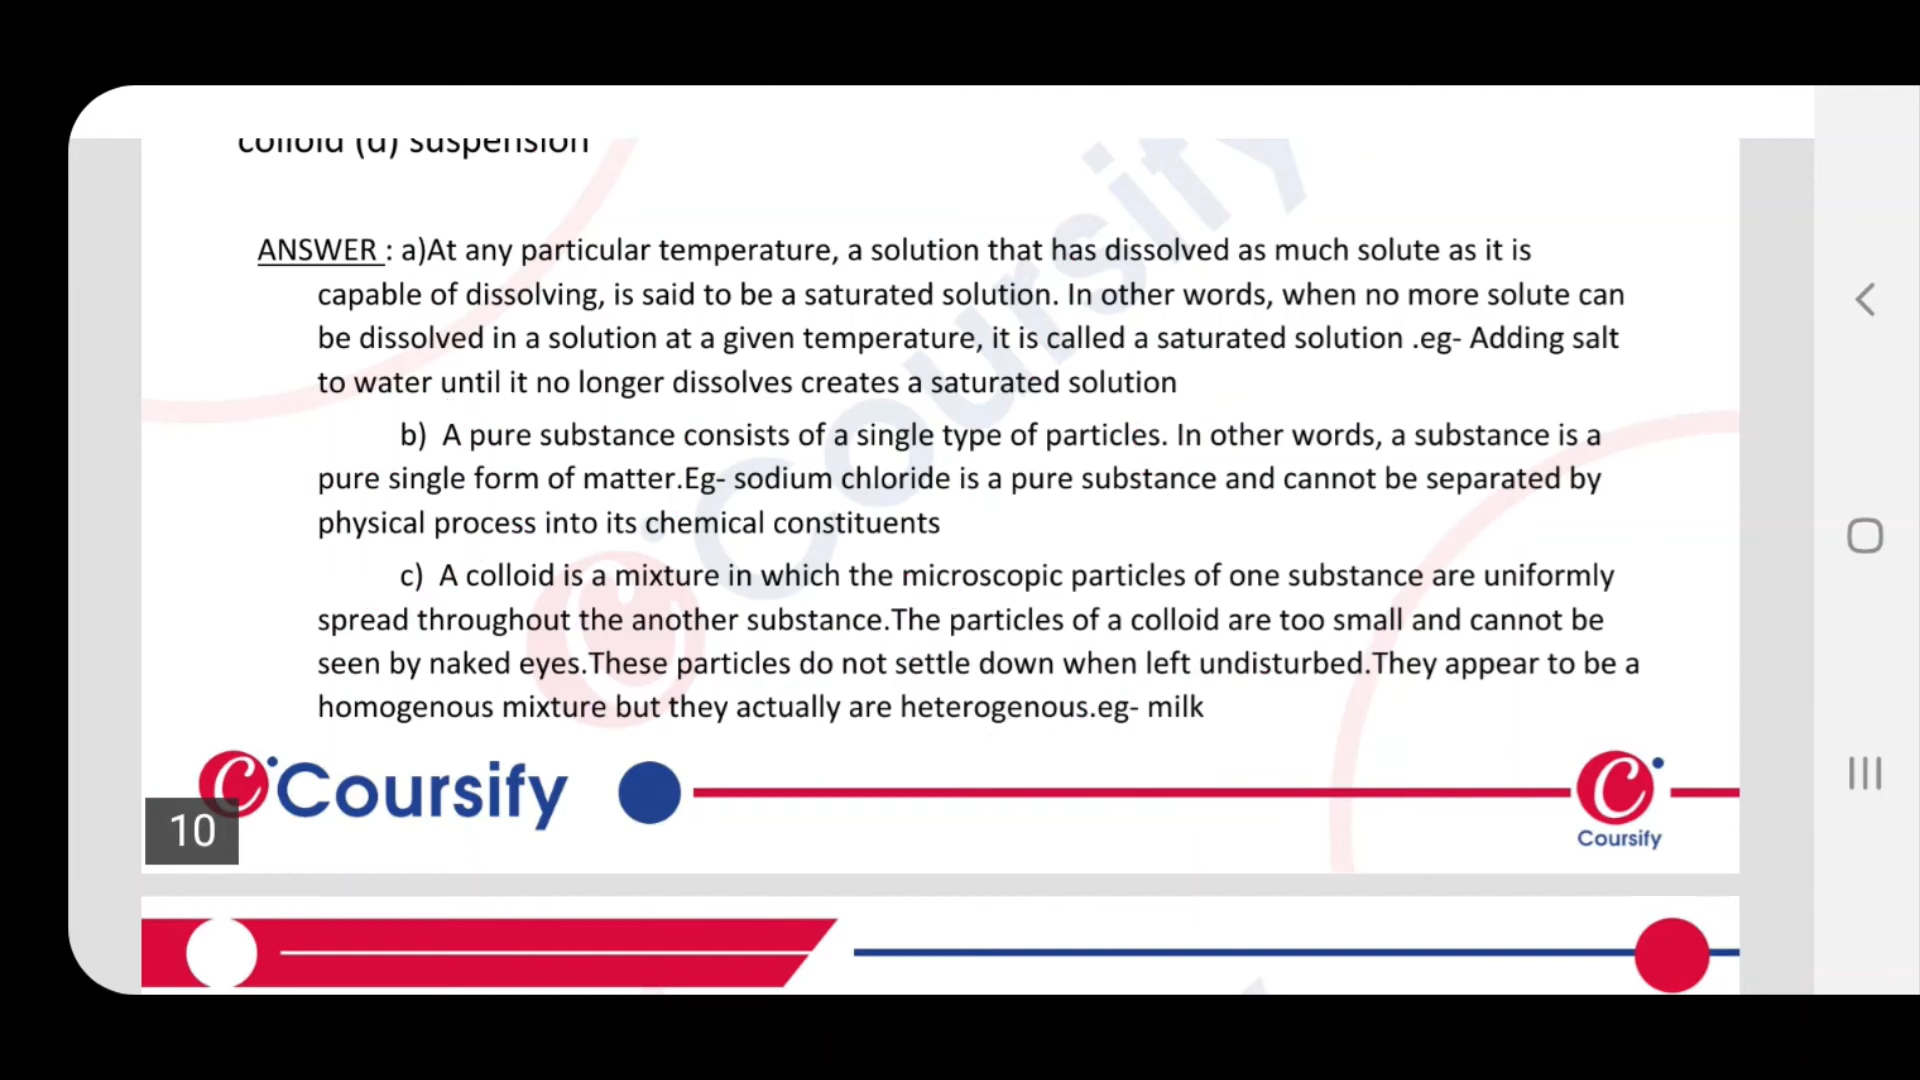 colloid (d) suspension
ANSWER : a)At any particular temperature, a solution that has dissolved as much solute as it is
capable of dissolving, is said to be a saturated solution. In other words, when no more solute can
be dissolved in a solution at a given temperature, it is called a saturated solution .eg- Adding salt
to water until it no longer dissolves creates a saturated solution
b) A pure substance consists of a single type of particles. In other words, a substance is a
pure single form of matter.Eg- sodium chloride is a pure substance and cannot be separated by
physical process into its chemical constituents
c) A colloid is a mixture in which the microscopic particles of one substance are uniformly
spread throughout the another substance.The particles of a colloid are too small and cannot be
seen by naked eyes.These particles do not settle down when left undisturbed.They appear to be a
homogenous mixture but they actually are heterogenous.eg- milk
Coursify
Coursify
10
Coursify